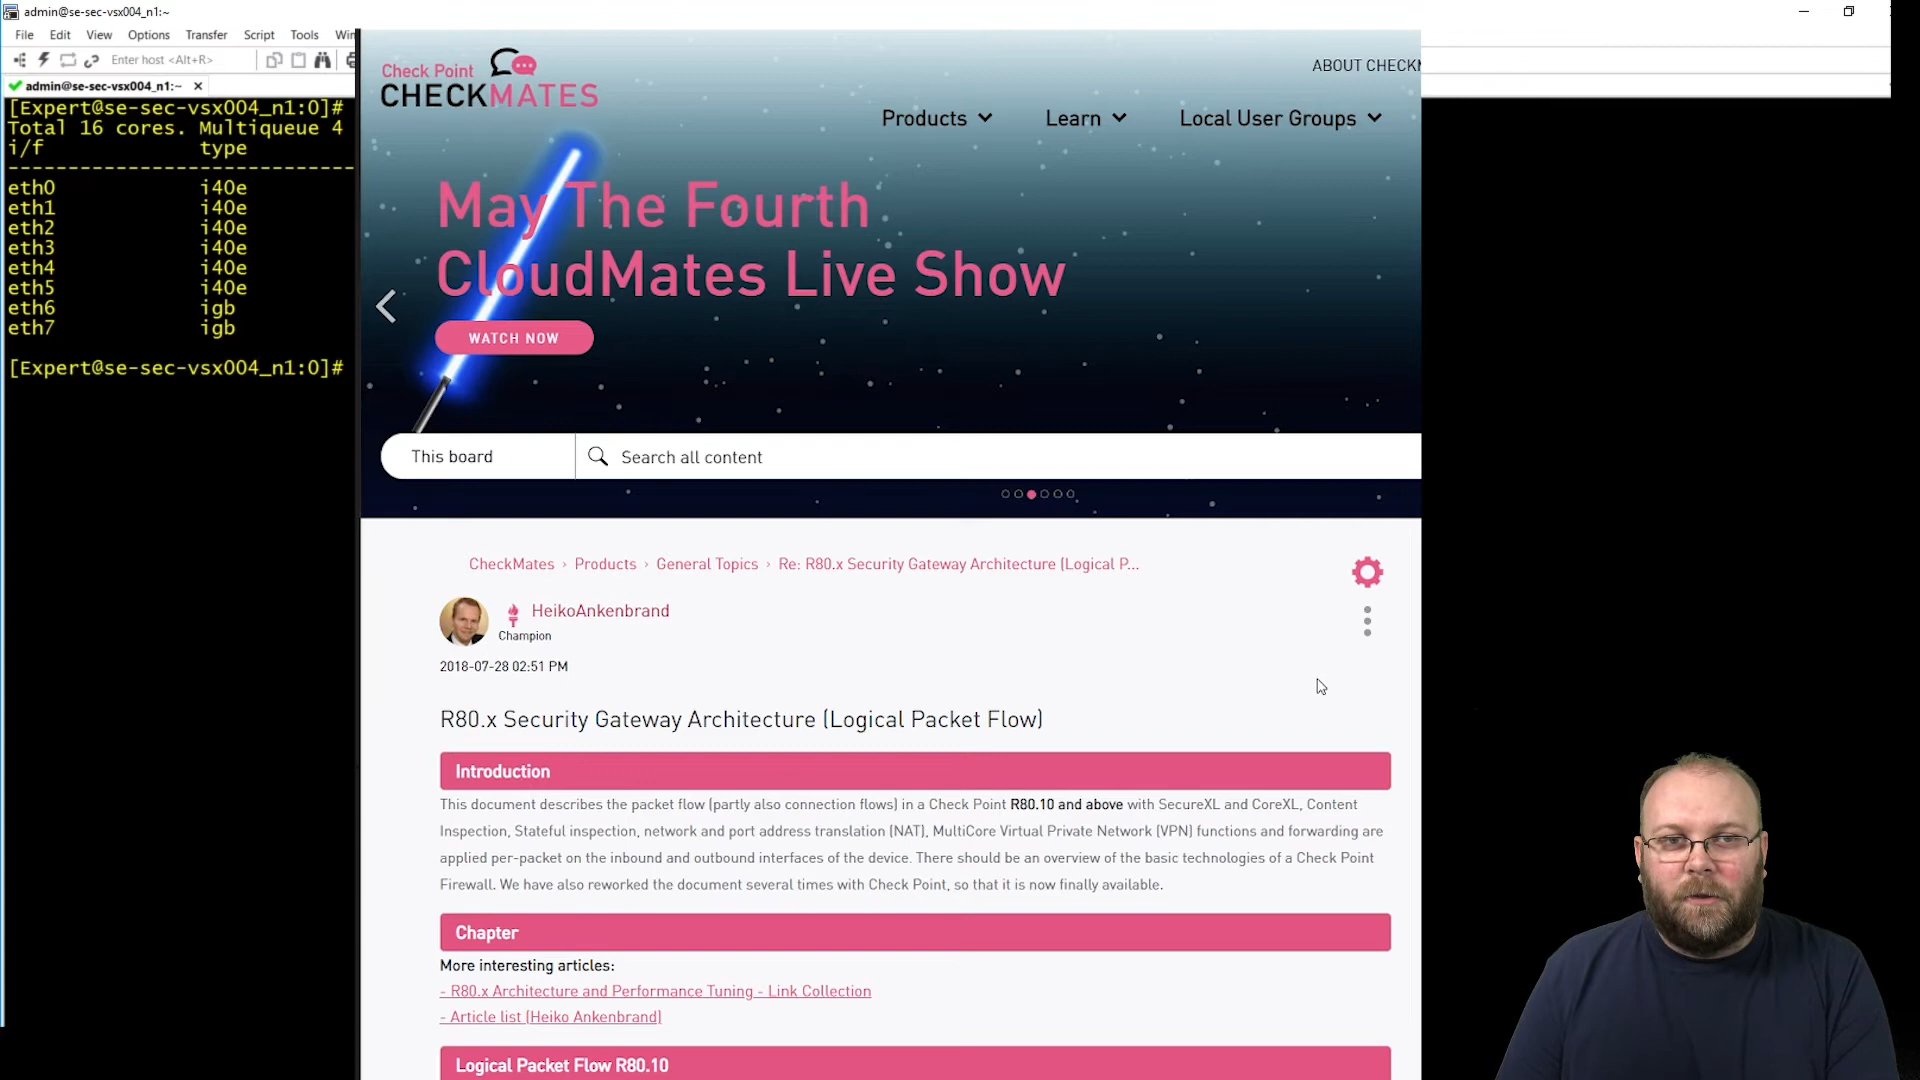 admin@se-sec-vsx004_n1:~
File Edit View Options Transfer Script Tools Win
Enter host <Alt+R>
admin@se-sec-vsx004_n1:~
[Expert@se-sec-vsx004_n1:0]#
Total 16 cores. Multiqueue 4
i/f type
eth0 i40e
eth1 i40e
eth2 i40e
eth3 i40e
eth4 i40e
eth5 i40e
eth6 igb
eth7 igb
[Expert@se-sec-vsx004_n1:0]#
Check Point
CHECKMATES
ABOUT CHECKM
Products Learn Local User Groups
May The Fourth
CloudMates Live Show
WATCH NOW
This board Search all content
CheckMates › Products › General Topics › Re: R80.x Security Gateway Architecture (Logical P...
HeikoAnkenbrand
Champion
2018-07-28 02:51 PM
R80.x Security Gateway Architecture (Logical Packet Flow)
Introduction
This document describes the packet flow (partly also connection flows) in a Check Point R80.10 and above with SecureXL and CoreXL, Content
Inspection, Stateful inspection, network and port address translation (NAT), MultiCore Virtual Private Network (VPN) functions and forwarding are
applied per-packet on the inbound and outbound interfaces of the device. There should be an overview of the basic technologies of a Check Point
Firewall. We have also reworked the document several times with Check Point, so that it is now finally available.
Chapter
More interesting articles:
- R80.x Architecture and Performance Tuning - Link Collection
- Article list (Heiko Ankenbrand)
Logical Packet Flow R80.10